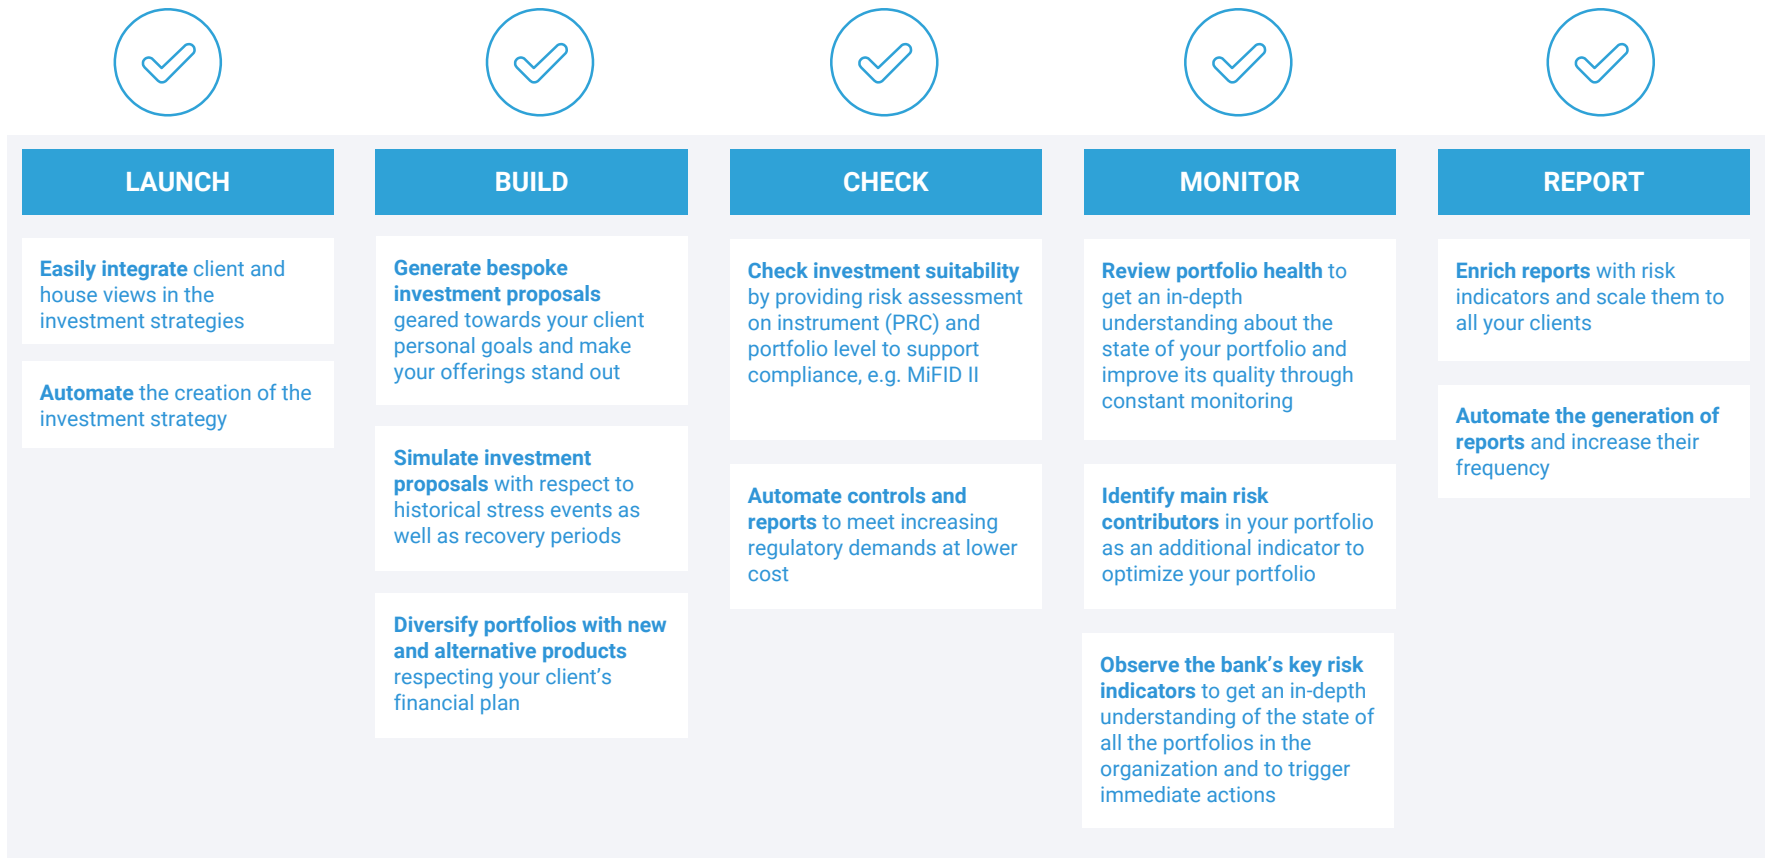 LAUNCH
Easily integrate client and
house views in the
investment strategies
Automate the creation of the
investment strategy
BUILD
Generate bespoke
investment proposals
geared towards your client
personal goals and make
your offerings stand out
Simulate investment
proposals with respect to
historical stress events as
well as recovery periods
Diversify portfolios with new
and alternative products
respecting your client’s
financial plan
CHECK
Check investment suitability
by providing risk assessment
on instrument (PRC) and
portfolio level to support
compliance, e.g. MiFID II
Automate controls and
reports to meet increasing
regulatory demands at lower
cost
MONITOR
Review portfolio health to
get an in-depth
understanding about the
state of your portfolio and
improve its quality through
constant monitoring
Identify main risk
contributors in your portfolio
as an additional indicator to
optimize your portfolio
Observe the bank’s key risk
indicators to get an in-depth
understanding of the state of
all the portfolios in the
organization and to trigger
immediate actions
REPORT
Enrich reports with risk
indicators and scale them to
all your clients
Automate the generation of
reports and increase their
frequency